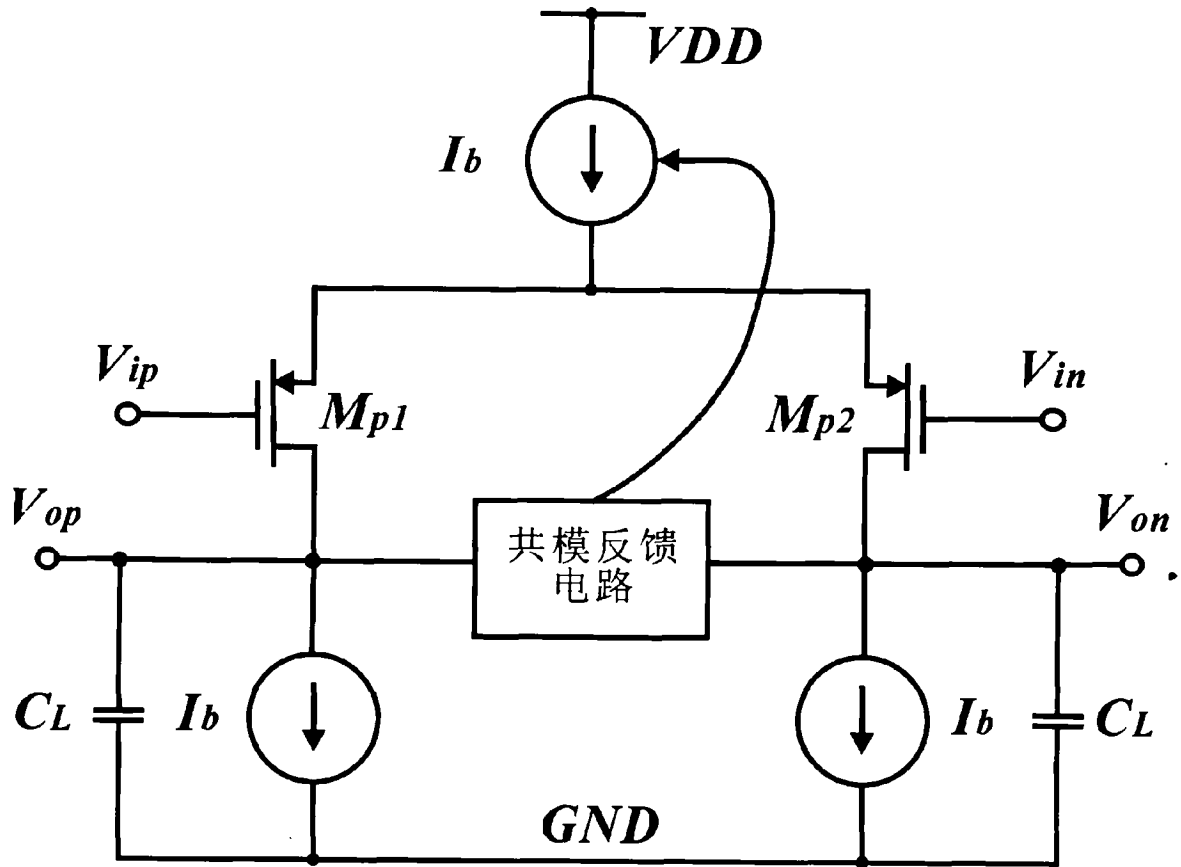 VDD
Ib
Vip
Mp1
Mp2
Vin
Vop
共模反馈
电路
Von
CL
Ib
Ib
CL
GND